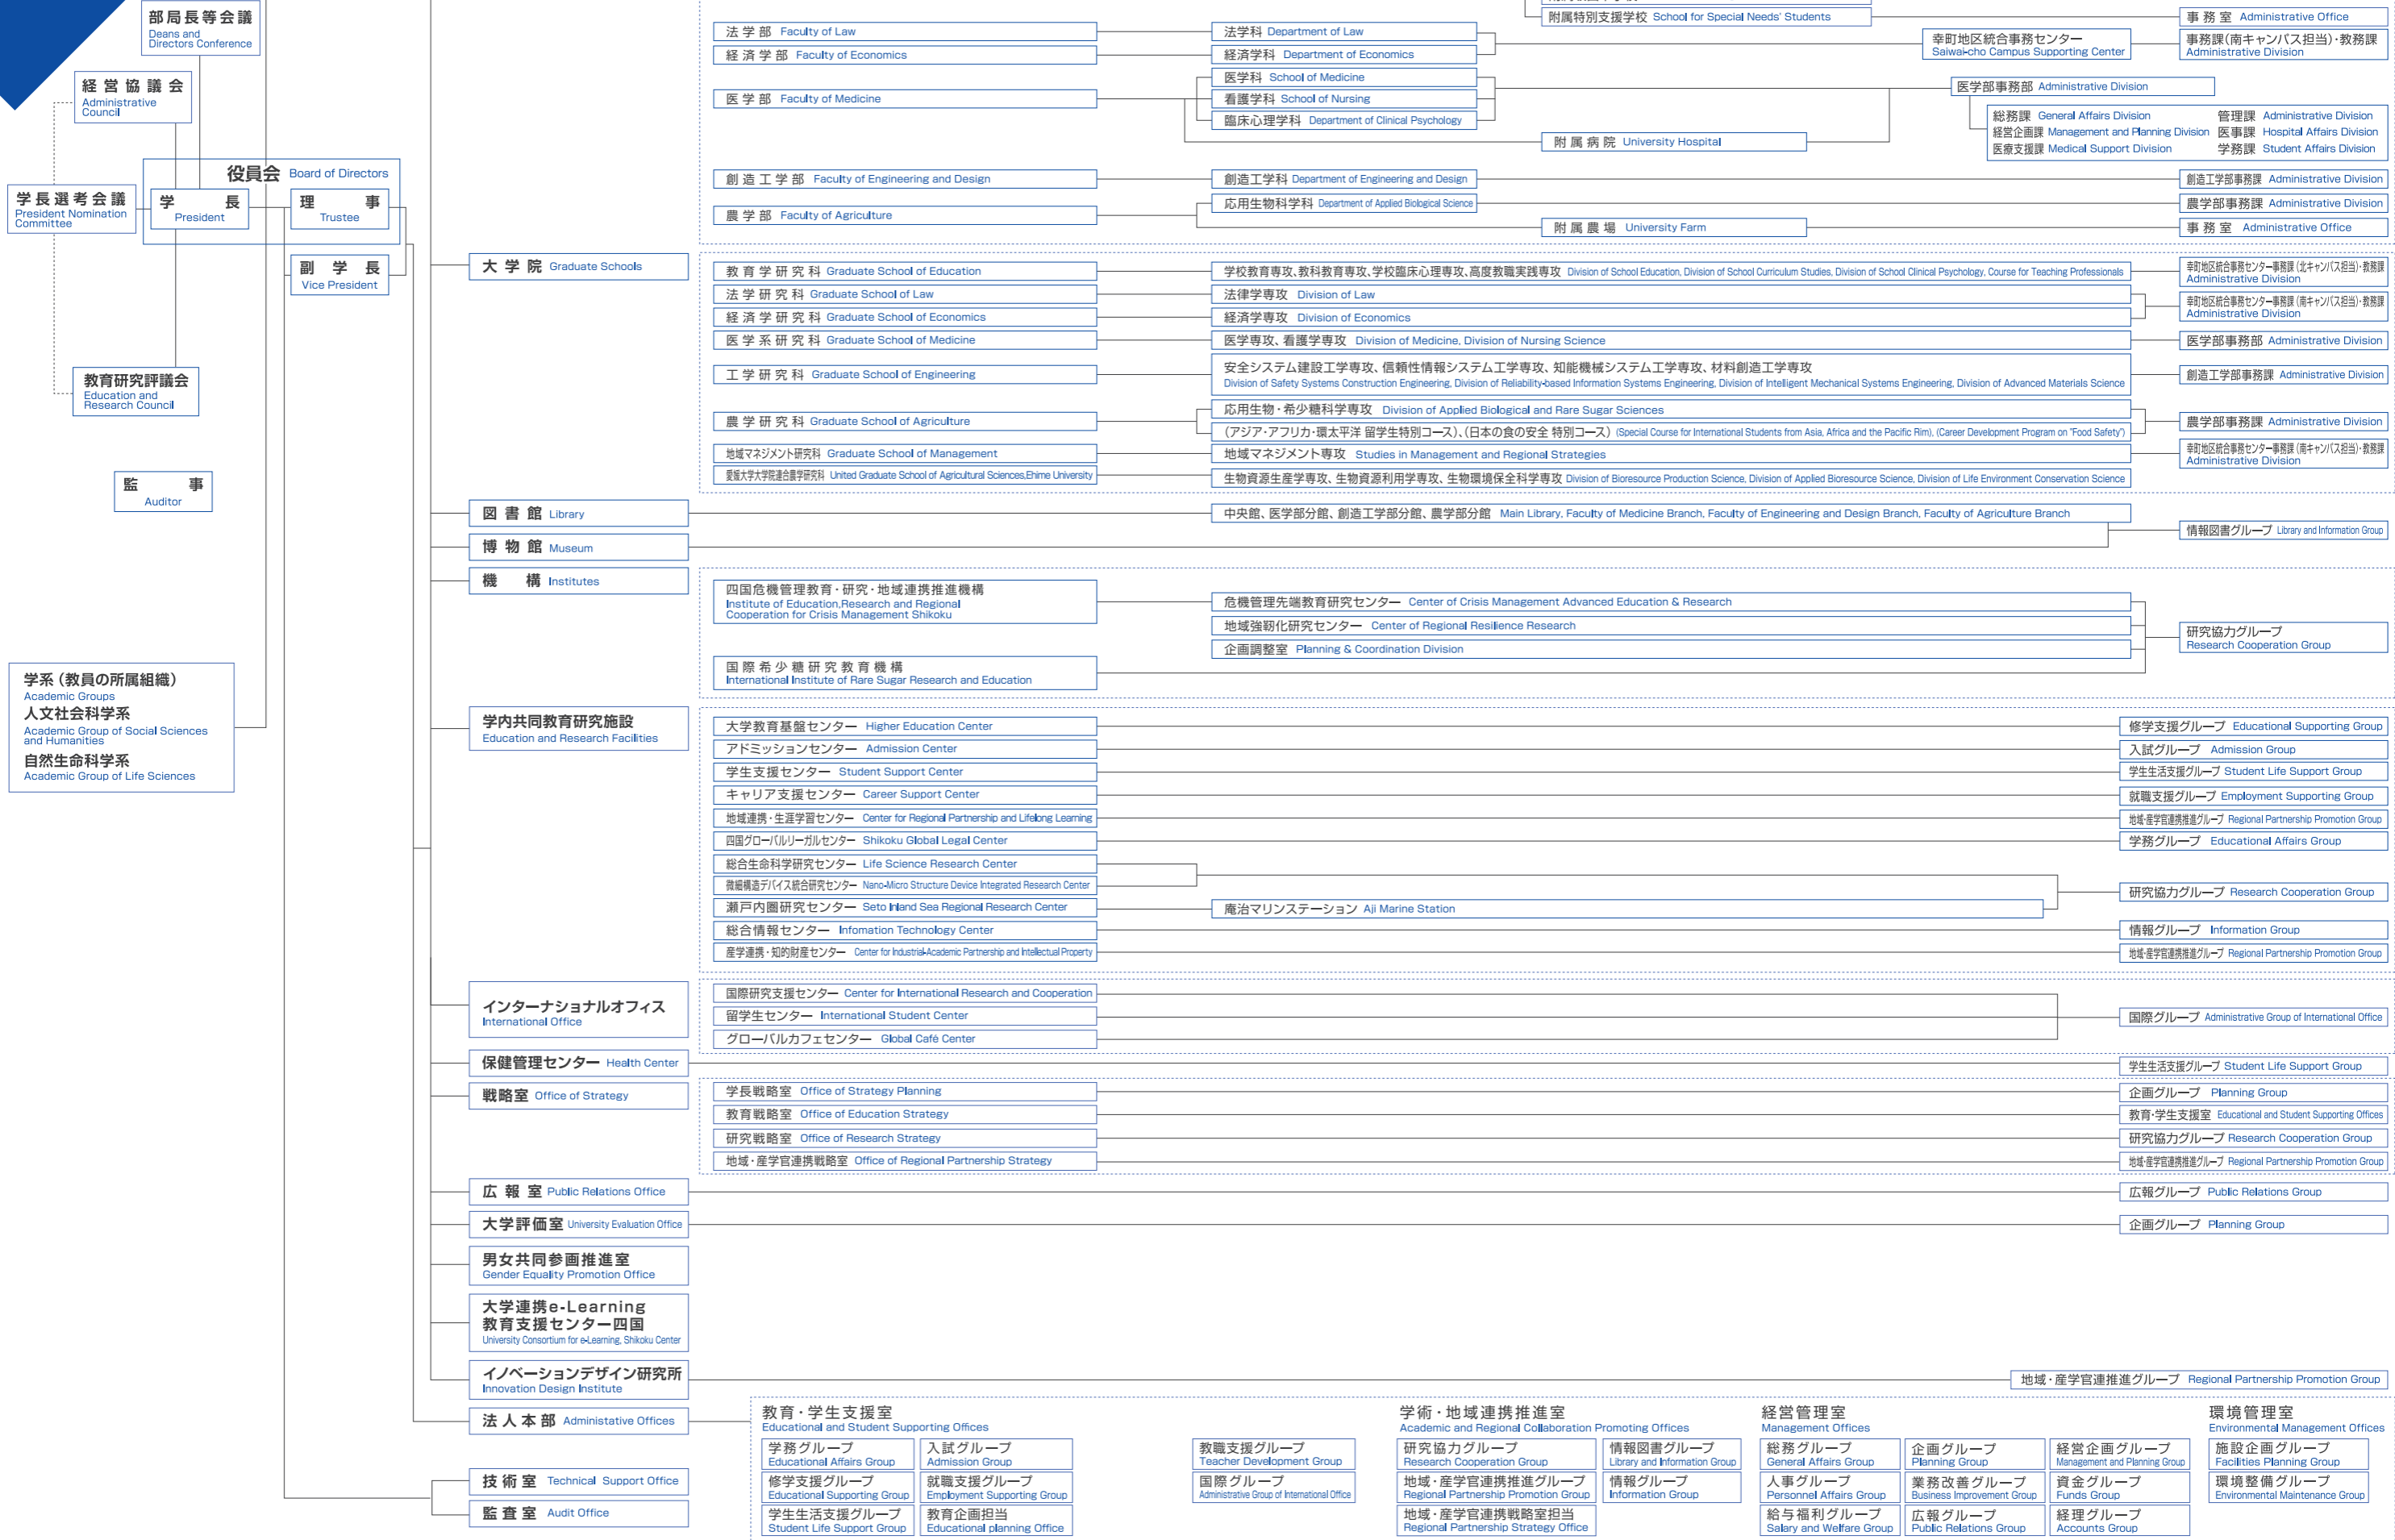 部局長等会議
Deans and
Directors Conference
経営協議会
Administrative
Council
役員会 Board of Directors
学長選考会議
President Nomination
Committee
学 長
President
理 事
Trustee
副 学 長
Vice President
教育研究評議会
Education and
Research Council
監 事
Auditor
学系（教員の所属組織）
Academic Groups
人文社会科学系
Academic Group of Social Sciences
and Humanities
自然生命科学系
Academic Group of Life Sciences
附属特別支援学校 School for Special Needs' Students
事務室 Administrative Office
法学部 Faculty of Law
法学科 Department of Law
経済学部 Faculty of Economics
経済学科 Department of Economics
幸町地区統合事務センター
Saiwai-cho Campus Supporting Center
事務課(南キャンパス担当)・教務課
Administrative Division
医学部 Faculty of Medicine
医学科 School of Medicine
看護学科 School of Nursing
臨床心理学科 Department of Clinical Psychology
附属病院 University Hospital
医学部事務部 Administrative Division
総務課 General Affairs Division 管理課 Administrative Division
経営企画課 Management and Planning Division 医事課 Hospital Affairs Division
医療支援課 Medical Support Division 学務課 Student Affairs Division
創造工学部 Faculty of Engineering and Design
創造工学科 Department of Engineering and Design
創造工学部事務課 Administrative Division
農学部 Faculty of Agriculture
応用生物科学科 Department of Applied Biological Science
農学部事務課 Administrative Division
附属農場 University Farm
事務室 Administrative Office
大学院 Graduate Schools
教育学研究科 Graduate School of Education
学校教育専攻、教科教育専攻、学校臨床心理専攻、高度教職実践専攻 Division of School Education, Division of School Curriculum Studies, Division of School Clinical Psychology, Course for Teaching Professionals
幸町地区統合事務センター事務課(北キャンパス担当)・教務課
Administrative Division
法学研究科 Graduate School of Law
法律学専攻 Division of Law
経済学研究科 Graduate School of Economics
経済学専攻 Division of Economics
幸町地区統合事務センター事務課(南キャンパス担当)・教務課
Administrative Division
医学系研究科 Graduate School of Medicine
医学専攻、看護学専攻 Division of Medicine, Division of Nursing Science
医学部事務部 Administrative Division
工学研究科 Graduate School of Engineering
安全システム建設工学専攻、信頼性情報システム工学専攻、知能機械システム工学専攻、材料創造工学専攻
Division of Safety Systems Construction Engineering, Division of Reliability-based Information Systems Engineering, Division of Intelligent Mechanical Systems Engineering, Division of Advanced Materials Science
創造工学部事務課 Administrative Division
農学研究科 Graduate School of Agriculture
応用生物・希少糖科学専攻 Division of Applied Biological and Rare Sugar Sciences
(アジア・アフリカ・環太平洋 留学生特別コース)、(日本の食の安全 特別コース) (Special Course for International Students from Asia, Africa and the Pacific Rim), (Career Development Program on "Food Safety")
農学部事務課 Administrative Division
地域マネジメント研究科 Graduate School of Management
地域マネジメント専攻 Studies in Management and Regional Strategies
幸町地区統合事務センター事務課(南キャンパス担当)・教務課
Administrative Division
愛媛大学大学院連合農学研究科 United Graduate School of Agricultural Sciences,Ehime University
生物資源生産学専攻、生物資源利用学専攻、生物環境保全科学専攻 Division of Bioresource Production Science, Division of Applied Bioresource Science, Division of Life Environment Conservation Science
図書館 Library
中央館、医学部分館、創造工学部分館、農学部分館 Main Library, Faculty of Medicine Branch, Faculty of Engineering and Design Branch, Faculty of Agriculture Branch
博物館 Museum
情報図書グループ Library and Information Group
機 構 Institutes
四国危機管理教育・研究・地域連携推進機構
Institute of Education,Research and Regional
Cooperation for Crisis Management Shikoku
危機管理先端教育研究センター Center of Crisis Management Advanced Education & Research
地域強靭化研究センター Center of Regional Resilience Research
企画調整室 Planning & Coordination Division
国際希少糖研究教育機構
International Institute of Rare Sugar Research and Education
研究協力グループ
Research Cooperation Group
学内共同教育研究施設
Education and Research Facilities
大学教育基盤センター Higher Education Center
修学支援グループ Educational Supporting Group
アドミッションセンター Admission Center
入試グループ Admission Group
学生支援センター Student Support Center
学生生活支援グループ Student Life Support Group
キャリア支援センター Career Support Center
就職支援グループ Employment Supporting Group
地域連携・生涯学習センター Center for Regional Partnership and Lifelong Learning
地域・産学官連携推進グループ Regional Partnership Promotion Group
四国グローバルリーガルセンター Shikoku Global Legal Center
学務グループ Educational Affairs Group
総合生命科学研究センター Life Science Research Center
微細構造デバイス統合研究センター Nano-Micro Structure Device Integrated Research Center
研究協力グループ Research Cooperation Group
瀬戸内圏研究センター Seto Inland Sea Regional Research Center
庵治マリンステーション Aji Marine Station
総合情報センター Infomation Technology Center
情報グループ Information Group
産学連携・知的財産センター Center for Industrial-Academic Partnership and Intellectual Property
地域・産学官連携推進グループ Regional Partnership Promotion Group
インターナショナルオフィス
International Office
国際研究支援センター Center for International Research and Cooperation
留学生センター International Student Center
グローバルカフェセンター Global Café Center
国際グループ Administrative Group of International Office
保健管理センター Health Center
学生生活支援グループ Student Life Support Group
戦略室 Office of Strategy
学長戦略室 Office of Strategy Planning
企画グループ Planning Group
教育戦略室 Office of Education Strategy
教育・学生支援室 Educational and Student Supporting Offices
研究戦略室 Office of Research Strategy
研究協力グループ Research Cooperation Group
地域・産学官連携戦略室 Office of Regional Partnership Strategy
地域・産学官連携推進グループ Regional Partnership Promotion Group
広報室 Public Relations Office
広報グループ Public Relations Group
大学評価室 University Evaluation Office
企画グループ Planning Group
男女共同参画推進室
Gender Equality Promotion Office
大学連携e-Learning
教育支援センター四国
University Consortium for e-Learning, Shikoku Center
イノベーションデザイン研究所
Innovation Design Institute
地域・産学官連推進グループ Regional Partnership Promotion Group
法人本部 Administative Offices
教育・学生支援室
Educational and Student Supporting Offices
学務グループ
Educational Affairs Group
入試グループ
Admission Group
教職支援グループ
Teacher Development Group
修学支援グループ
Educational Supporting Group
就職支援グループ
Employment Supporting Group
国際グループ
Administrative Group of International Office
学生生活支援グループ
Student Life Support Group
教育企画担当
Educational planning Office
学術・地域連携推進室
Academic and Regional Collaboration Promoting Offices
研究協力グループ
Research Cooperation Group
情報図書グループ
Library and Information Group
地域・産学官連携推進グループ
Regional Partnership Promotion Group
情報グループ
Information Group
地域・産学官連携戦略室担当
Regional Partnership Strategy Office
経営管理室
Management Offices
総務グループ
General Affairs Group
企画グループ
Planning Group
経営企画グループ
Management and Planning Group
人事グループ
Personnel Affairs Group
業務改善グループ
Business Improvement Group
資金グループ
Funds Group
給与福利グループ
Salary and Welfare Group
広報グループ
Public Relations Group
経理グループ
Accounts Group
環境管理室
Environmental Management Offices
施設企画グループ
Facilities Planning Group
環境整備グループ
Environmental Maintenance Group
技術室 Technical Support Office
監査室 Audit Office